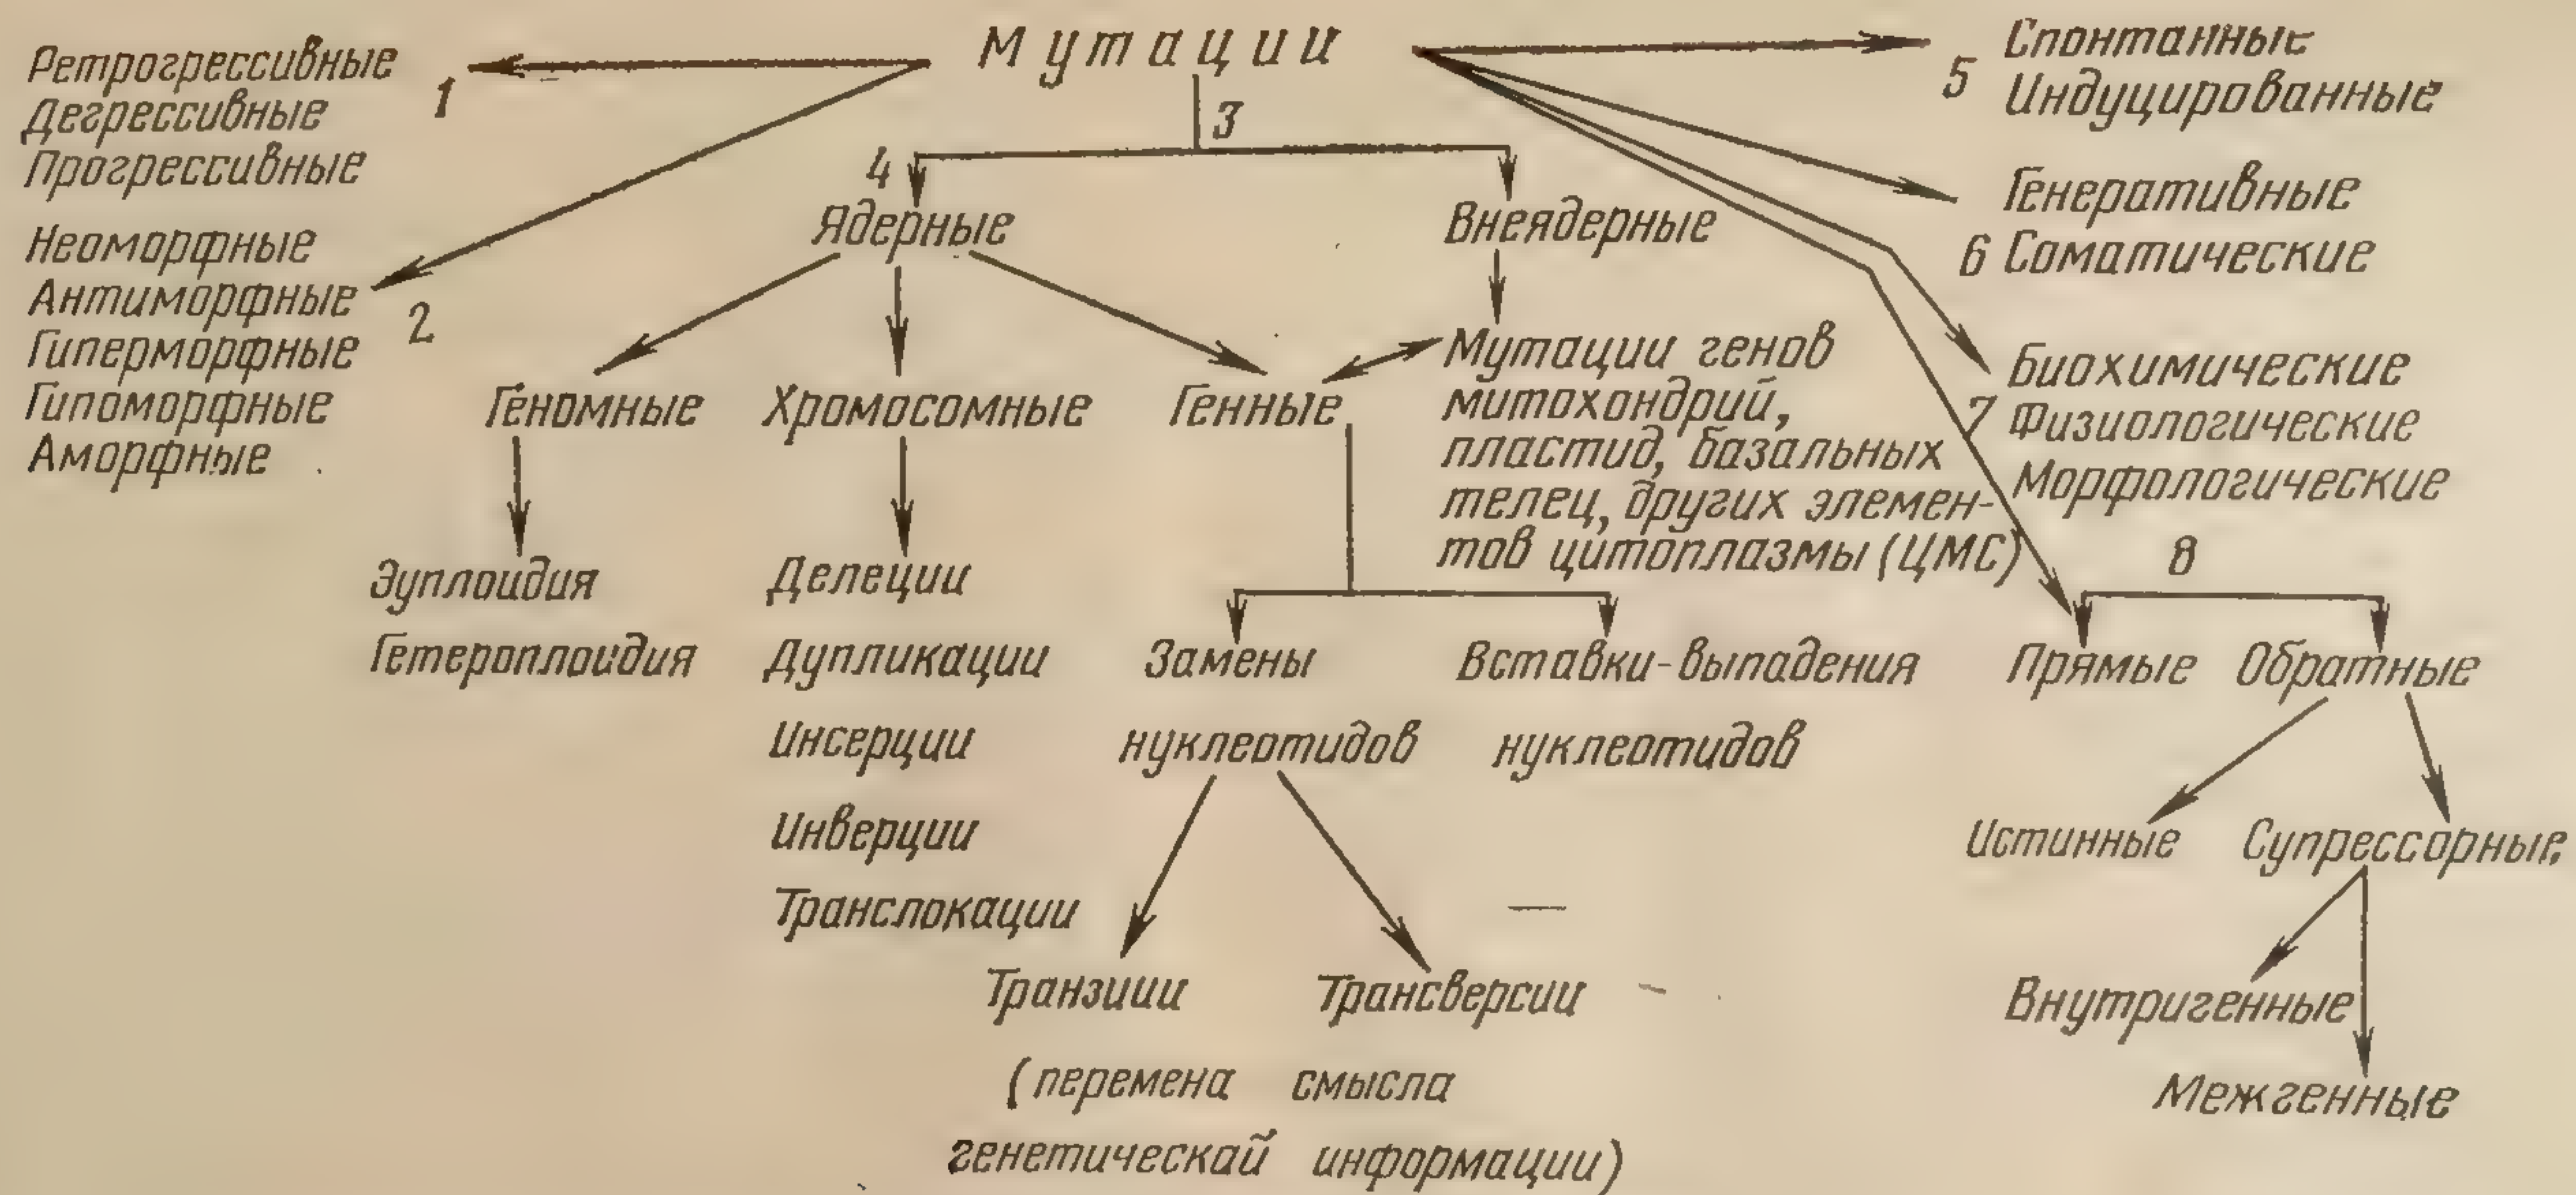 Мутации
Ретрогрессивные
Дегрессивные
Прогрессивные
1
Неоморфные
Антиморфные
Гиперморфные
Гипоморфные
Аморфные
2
3
4
Ядерные
Внеядерные
Геномные
Хромосомные
Генные
Мутации генов
митохондрий,
пластид, базальных
телец, других элемен-
тов цитоплазмы (ЦМС)
Эуплоидия
Гетероплоидия
Делеции
Дупликации
Инсерции
Инверции
Транслокации
Замены
нуклеотидов
Вставки-выпадения
нуклеотидов
Транзиции
Трансверсии
(перемена смысла
генетической информации)
5
Спонтанные
Индуцированные
Генеративные
6 Соматические
Биохимические
7 Физиологические
Морфологические
8
Прямые Обратные
Истинные Супрессорные
Внутригенные
Межгенные